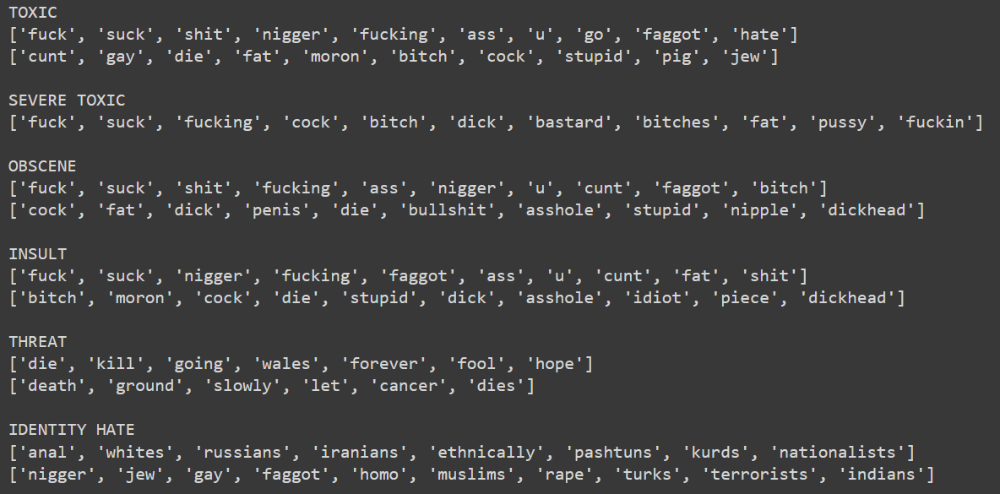 TOXIC
['fuck', 'suck', 'shit', 'nigger', 'fucking', 'ass', 'u', 'go', 'faggot', 'hate']
['cunt', 'gay', 'die', 'fat', 'moron', 'bitch', 'cock', 'stupid', 'pig', 'jew']
SEVERE TOXIC
['fuck', 'suck', 'fucking', 'cock', 'bitch', 'dick', 'bastard', 'bitches', 'fat', 'pussy', 'fuckin']
OBSCENE
['fuck', 'suck', 'shit', 'fucking', 'ass', 'nigger', 'u', 'cunt', 'faggot', 'bitch']
['cock', 'fat', 'dick', 'penis', 'die', 'bullshit', 'asshole', 'stupid', 'nipple', 'dickhead']
INSULT
['fuck', 'suck', 'nigger', 'fucking', 'faggot', 'ass', 'u', 'cunt', 'fat', 'shit']
['bitch', 'moron', 'cock', 'die', 'stupid', 'dick', 'asshole', 'idiot', 'piece', 'dickhead']
THREAT
['die', 'kill', 'going', 'wales', 'forever', 'fool', 'hope']
['death', 'ground', 'slowly', 'let', 'cancer', 'dies']
IDENTITY HATE
['anal', 'whites', 'russians', 'iranians', 'ethnically', 'pashtuns', 'kurds', 'nationalists']
['nigger', 'jew', 'gay', 'faggot', 'homo', 'muslims', 'rape', 'turks', 'terrorists', 'indians']